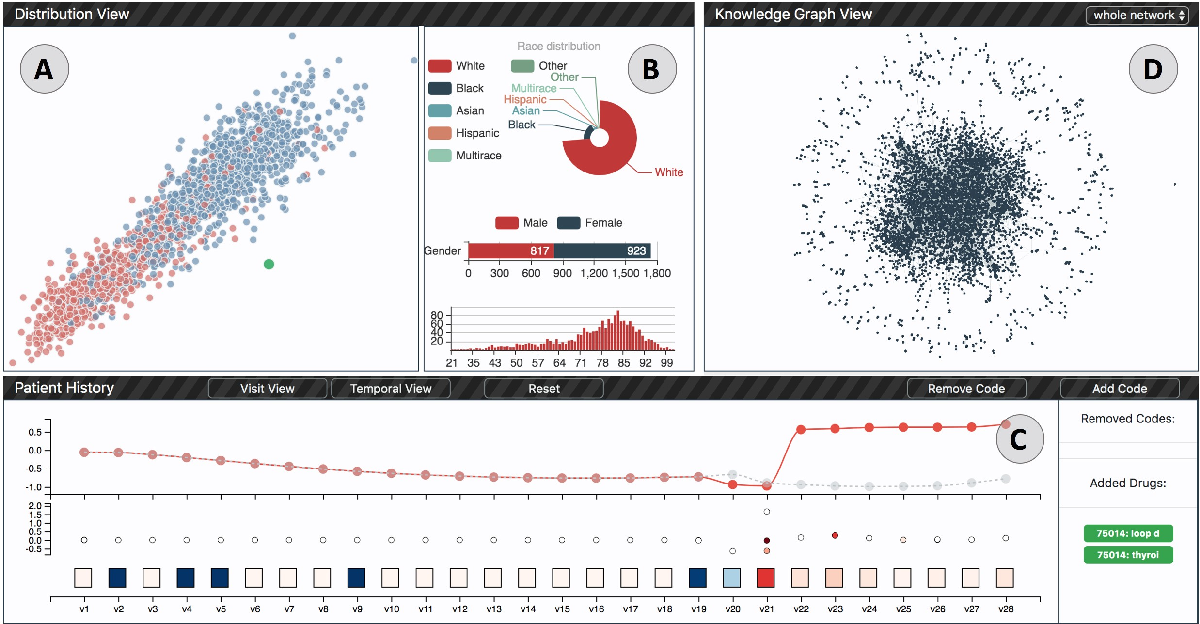 Distribution View
A
Race distribution
White
Other
Black
Asian
Hispanic
Multirace
Other
Multirace
Hispanic
Asian
Black
White
B
Male Female
Gender 817 923
0 300 600 900 1,200 1,500 1,800
80
60
40
20
21 35 43 50 57 64 71 78 85 92 99
Knowledge Graph View whole network
D
Patient History Visit View Temporal View Reset Remove Code Add Code
0.5
0.0
-0.5
-1.0
C
2.0
1.5
1.0
0.5
0.0
-0.5
v1 v2 v3 v4 v5 v6 v7 v8 v9 v10 v11 v12 v13 v14 v15 v16 v17 v18 v19 v20 v21 v22 v23 v24 v25 v26 v27 v28
Removed Codes:
Added Drugs:
75014: loop d
75014: thyroi